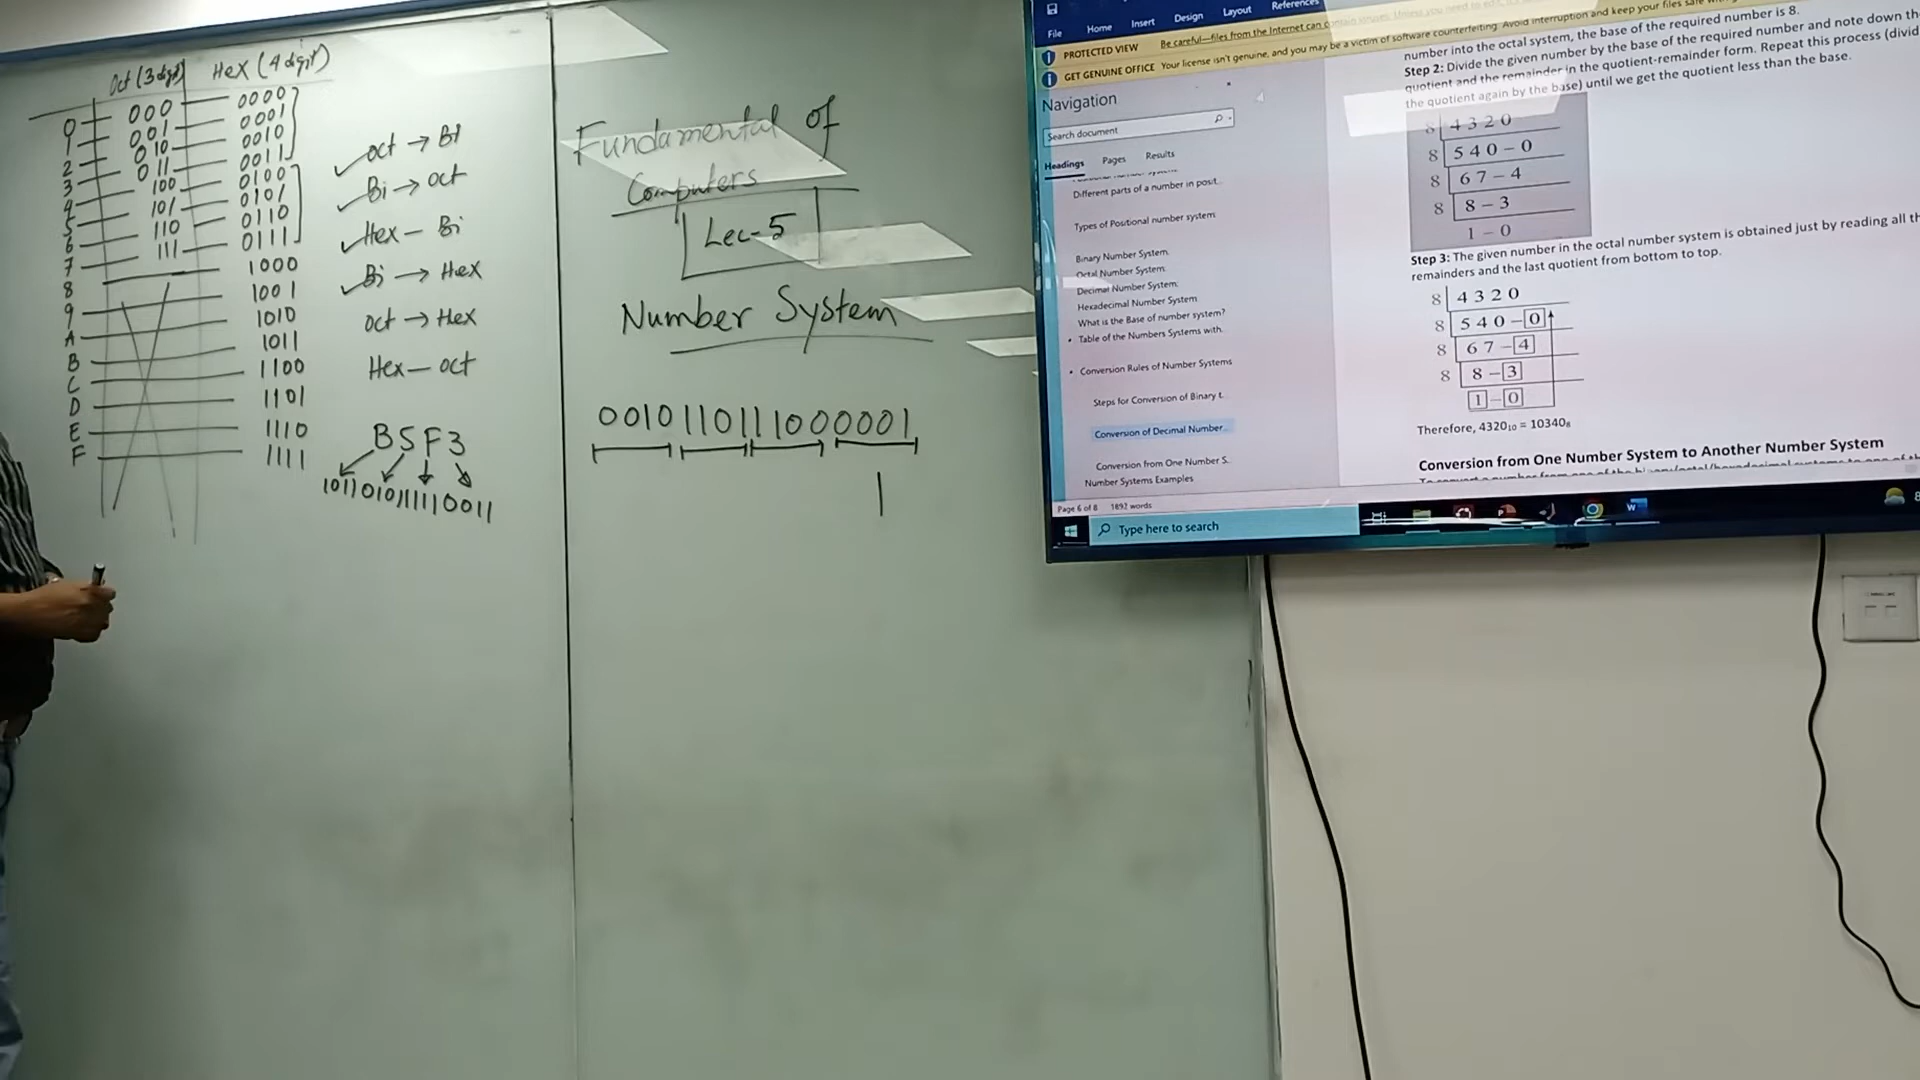 Oct (3 digit) Hex (4 digit)
0 000 0000
1 001 0001
2 010 0010
3 011 0011
4 100 0100
5 101 0101
6 110 0110
7 111 0111
8 1000
9 1001
A 1010
B 1011
C 1100
D 1101
E 1110
F 1111
Oct → BI
Bi → Oct
Hex – Bi
Bi → Hex
Oct → Hex
Hex – Oct
B5F3
1011010111110011
Fundamental of
Computers
Lec-5
Number System
0010110111000001
1
File Home Insert Design Layout References
PROTECTED VIEW Be careful—files from the Internet can
GET GENUINE OFFICE Your license isn't genuine, and you may be a victim of software counterfeiting. Avoid interruption and keep your files safe
Navigation
Search document
Headings Pages Results
Different parts of a number in posit...
Types of Positional number system
Binary Number System
Octal Number System
Decimal Number System
Hexadecimal Number System
What is the Base of number system?
Table of the Numbers Systems with
Conversion Rules of Number Systems
Steps for Conversion of Binary t...
Conversion of Decimal Number...
Conversion from One Number S...
Number Systems Examples
Page 6 of 8 1892 words
Type here to search
number into the octal system, the base of the required number is 8.
Step 2: Divide the given number by the base of the required number and note down the
quotient and the remainder in the quotient-remainder form. Repeat this process (divid
the quotient again by the base) until we get the quotient less than the base.
8 4320
8 540 – 0
8 67 – 4
8 8 – 3
1 – 0
Step 3: The given number in the octal number system is obtained just by reading all th
remainders and the last quotient from bottom to top.
8 4320
8 540 – 0
8 67 – 4
8 8 – 3
1 – 0
Therefore, 4320₁₀ = 10340₈
Conversion from One Number System to Another Number System